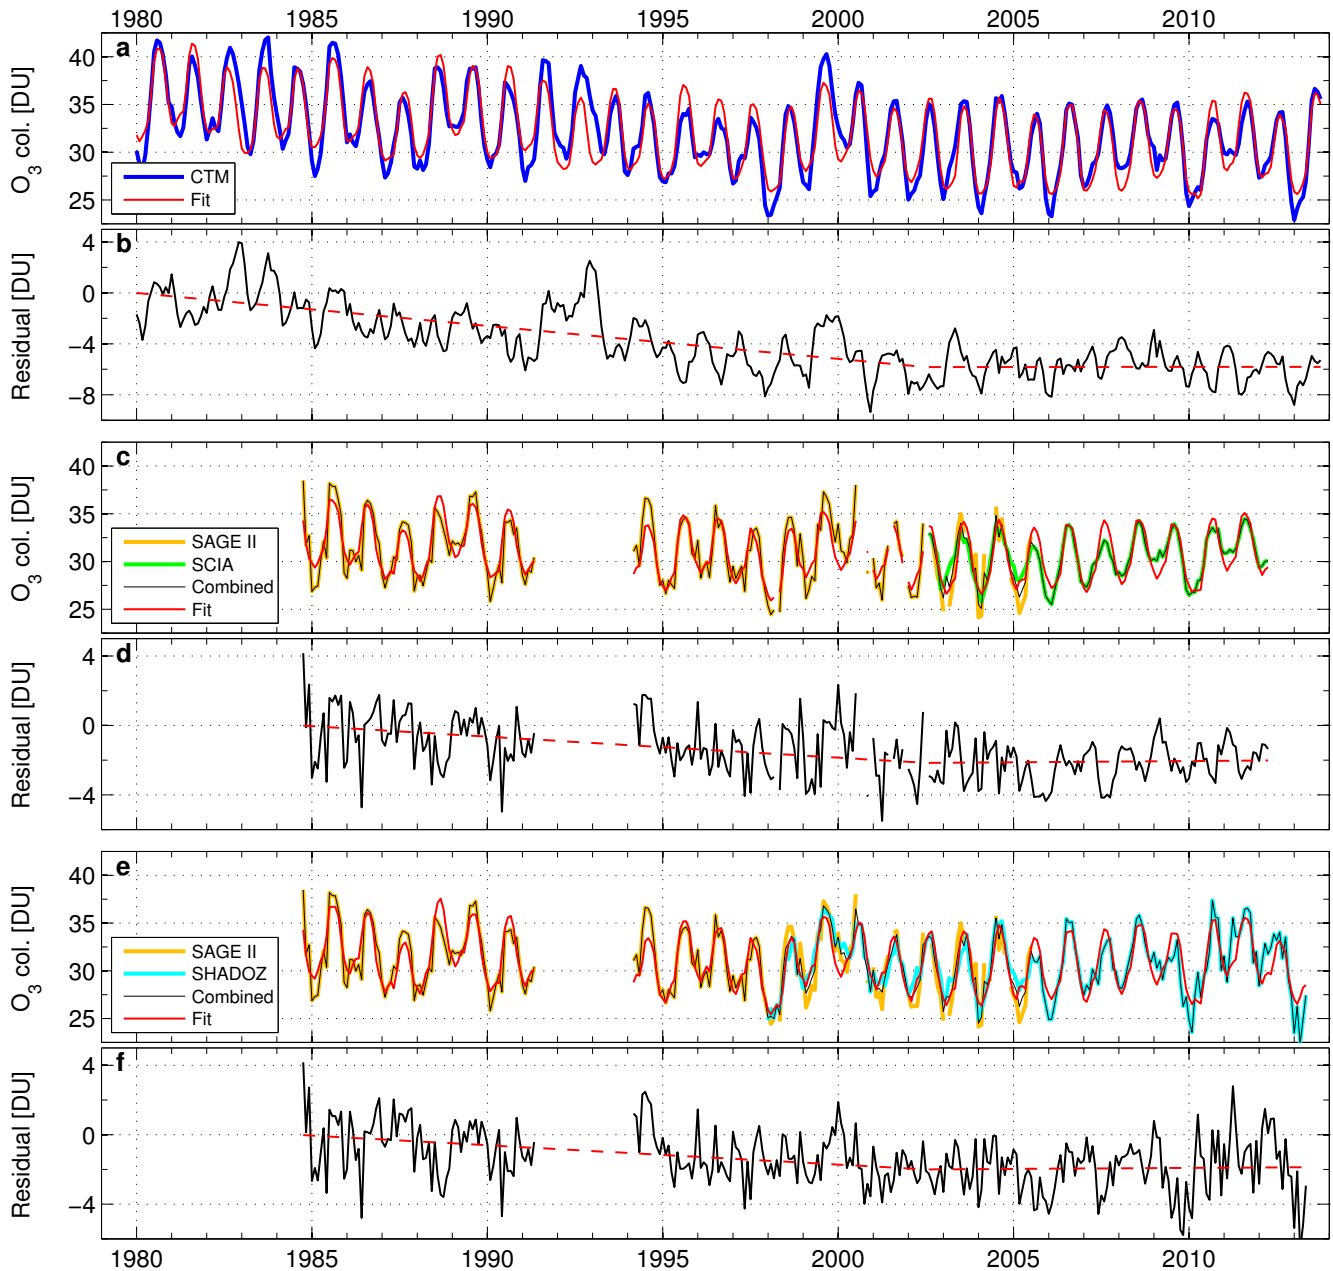 1980 1985 1990 1995 2000 2005 2010
a
O3 col. [DU]
40
35
30
25
CTM
Fit
b
Residual [DU]
4
0
−4
−8
c
O3 col. [DU]
40
35
30
25
SAGE II
SCIA
Combined
Fit
d
Residual [DU]
4
0
−4
e
O3 col. [DU]
40
35
30
25
SAGE II
SHADOZ
Combined
Fit
f
Residual [DU]
4
0
−4
1980 1985 1990 1995 2000 2005 2010